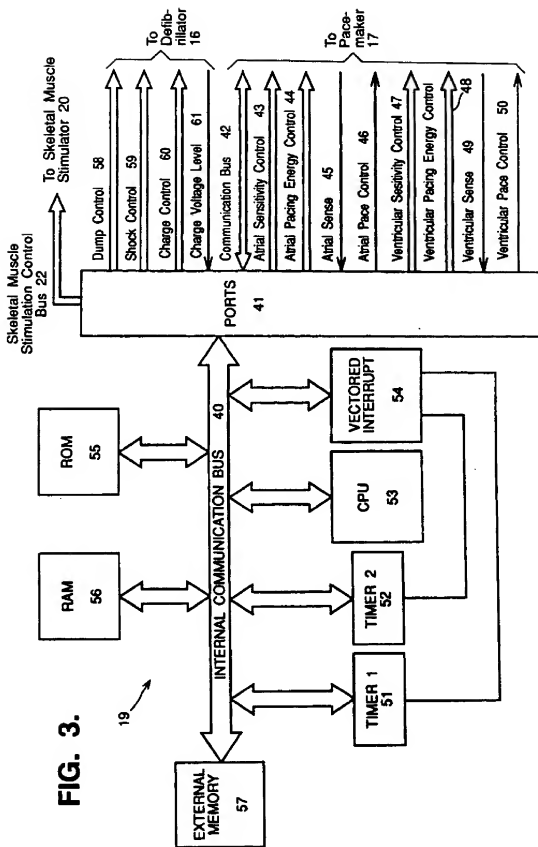 FIG. 3.
19
Skeletal Muscle
Stimulation Control
Bus 22
To Skeletal Muscle
Stimulator 20
RAM
56
ROM
55
EXTERNAL
MEMORY
57
INTERNAL COMMUNICATION BUS 40
TIMER 1
51
TIMER 2
52
CPU
53
VECTORED
INTERRUPT
54
PORTS
41
Dump Control 58
Shock Control 59
Charge Control 60
Charge Voltage Level 61
To
Defib-
rillator
16
Communication Bus 42
Atrial Sensitivity Control 43
Atrial Pacing Energy Control 44
Atrial Sense 45
Atrial Pace Control 46
Ventricular Sesitivity Control 47
Ventricular Pacing Energy Control
48
Ventricular Sense 49
Ventricular Pace Control 50
To
Pace-
maker
17